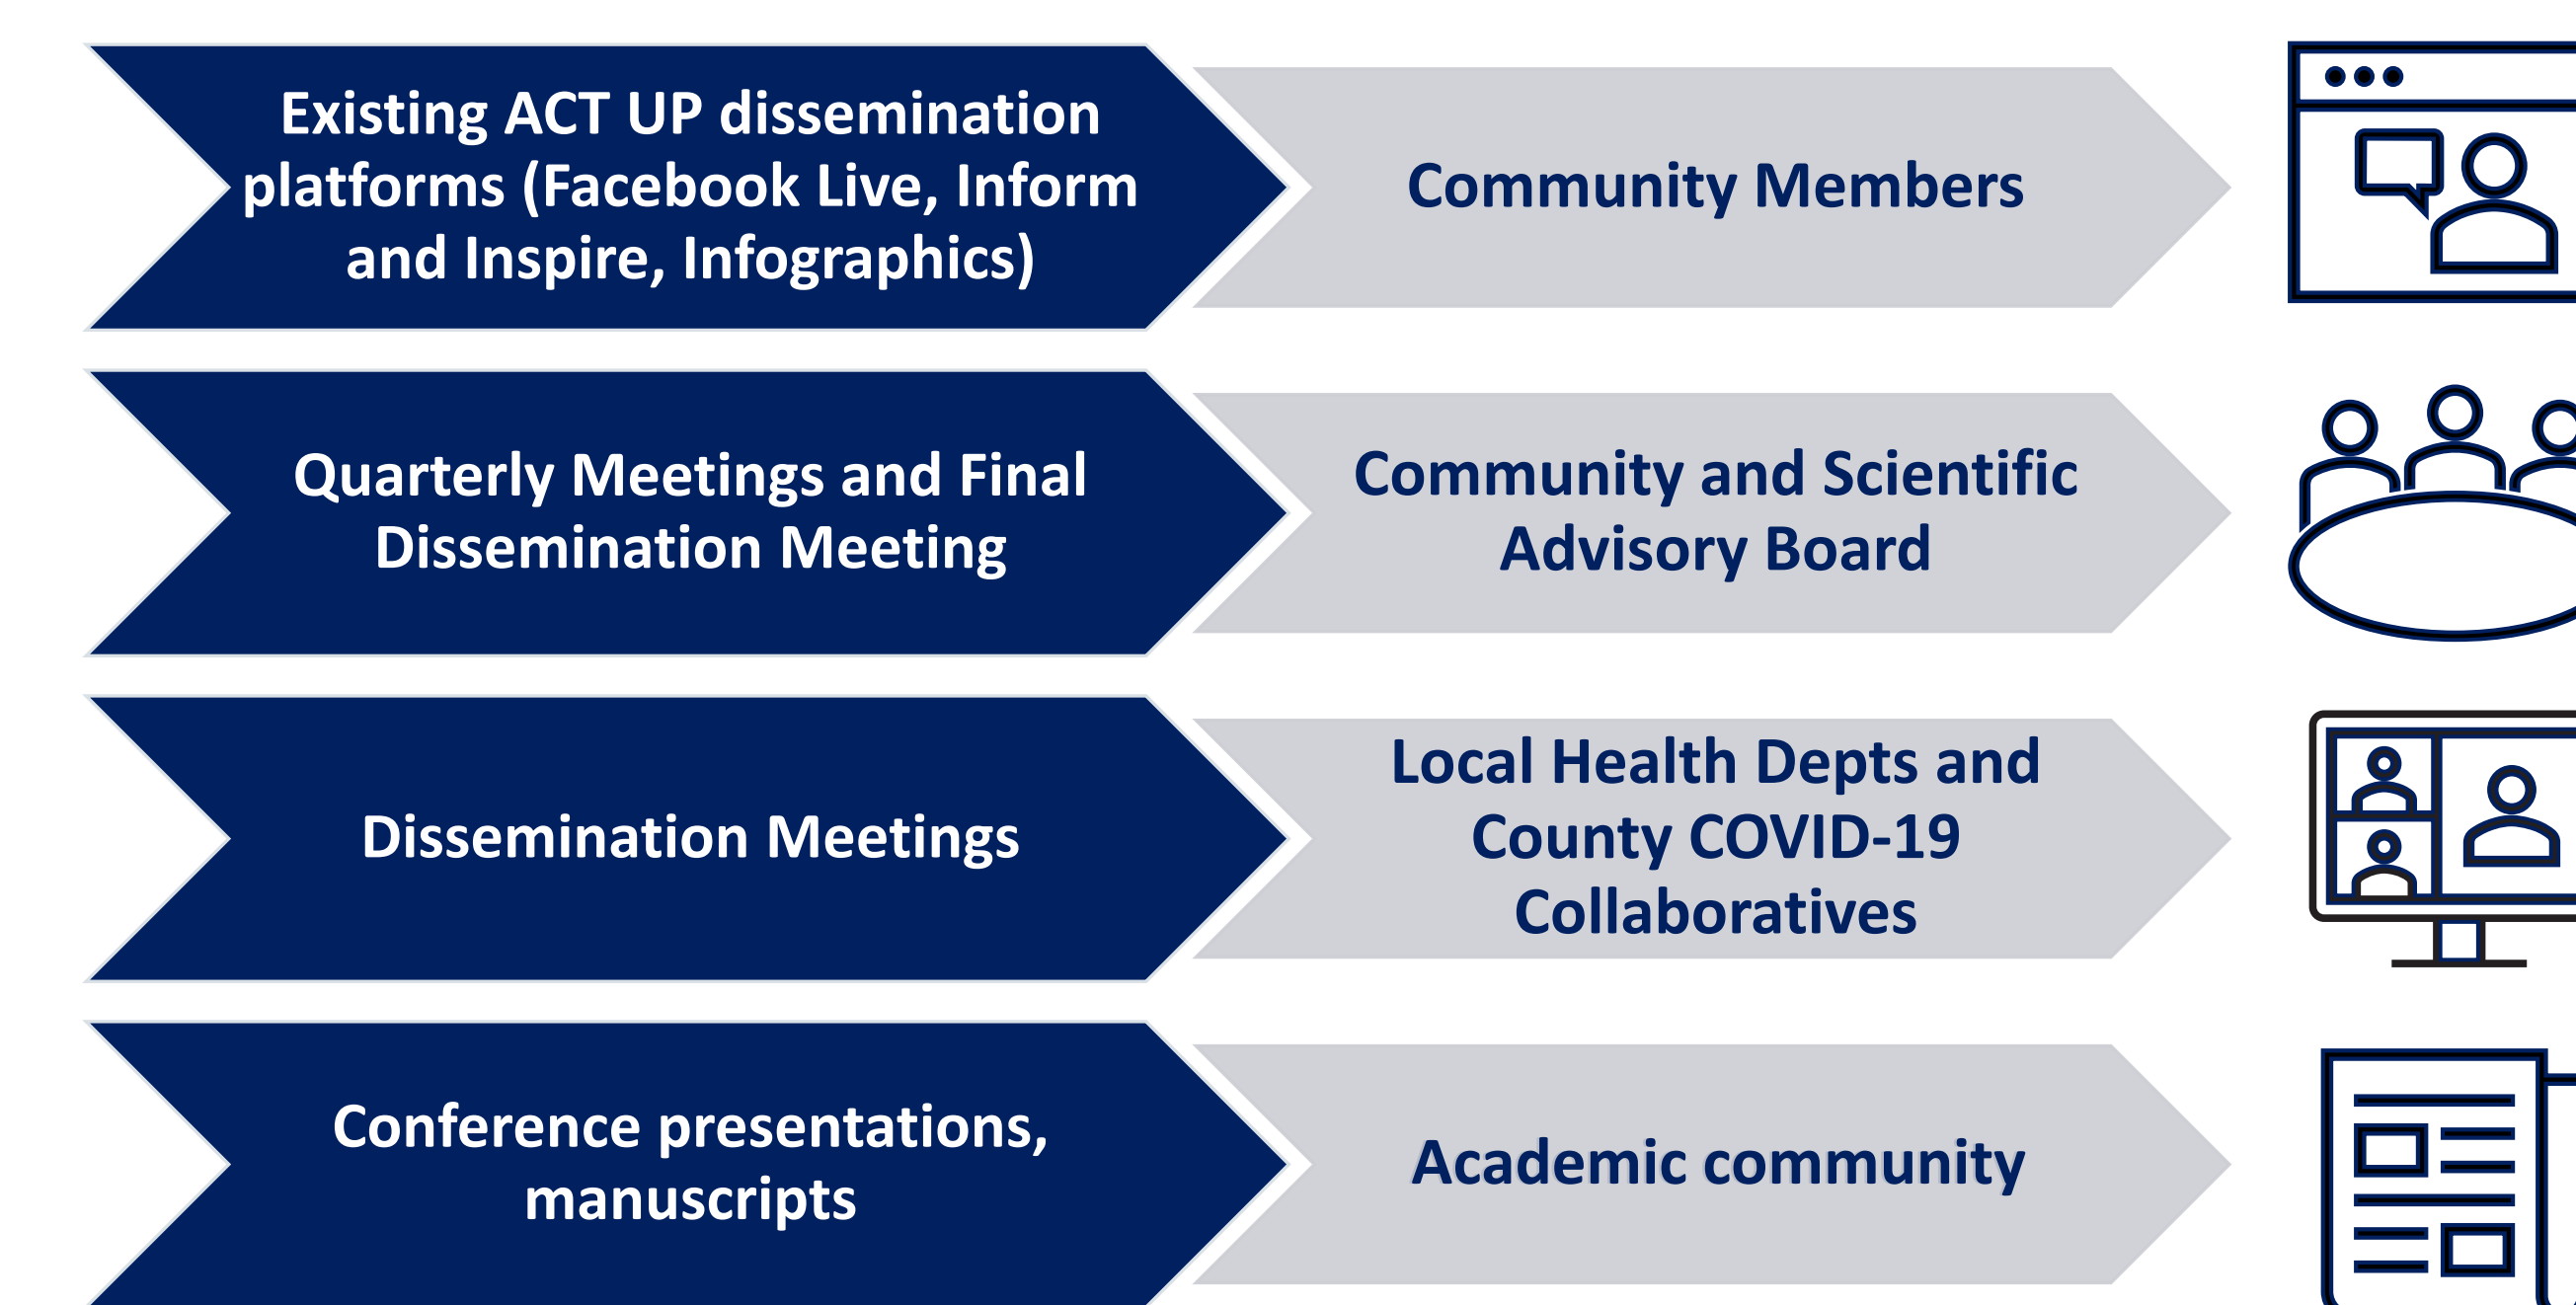 Existing ACT UP dissemination
platforms (Facebook Live, Inform
and Inspire, Infographics)
Community Members
Quarterly Meetings and Final
Dissemination Meeting
Community and Scientific
Advisory Board
Dissemination Meetings
Local Health Depts and
County COVID-19
Collaboratives
Conference presentations,
manuscripts
Academic community